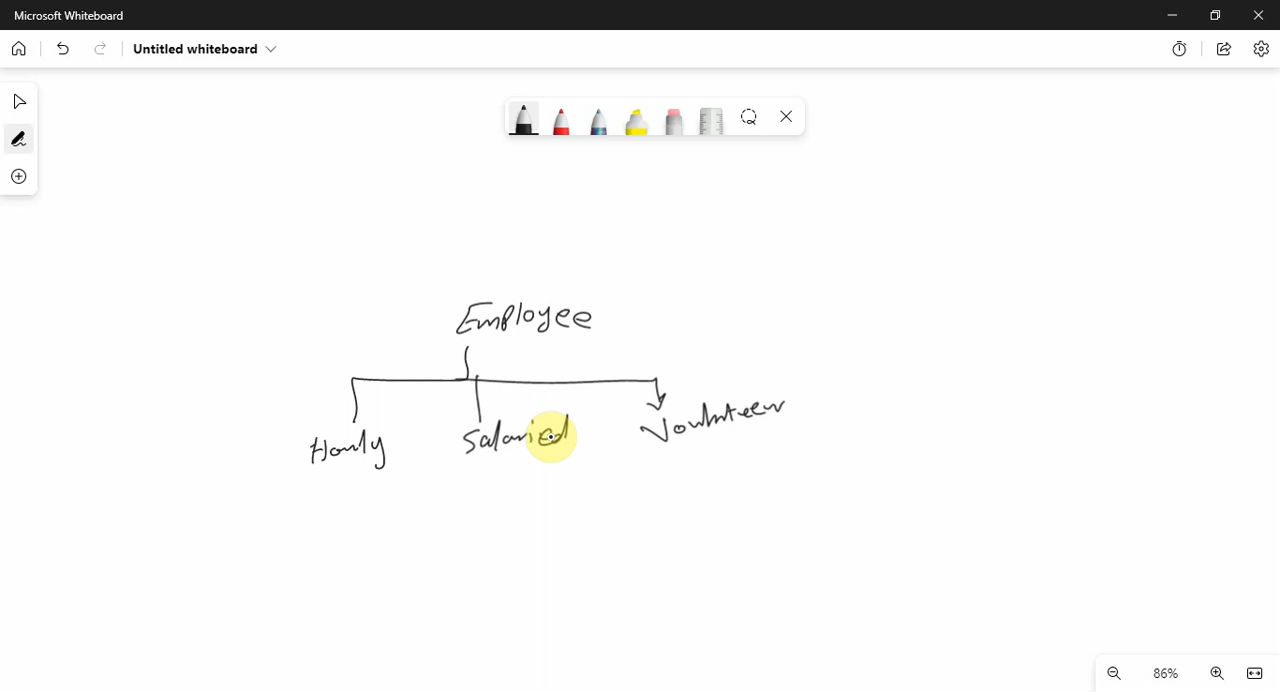 Microsoft Whiteboard
Untitled whiteboard
Employee
Hourly
Salaried
Volunteer
86%